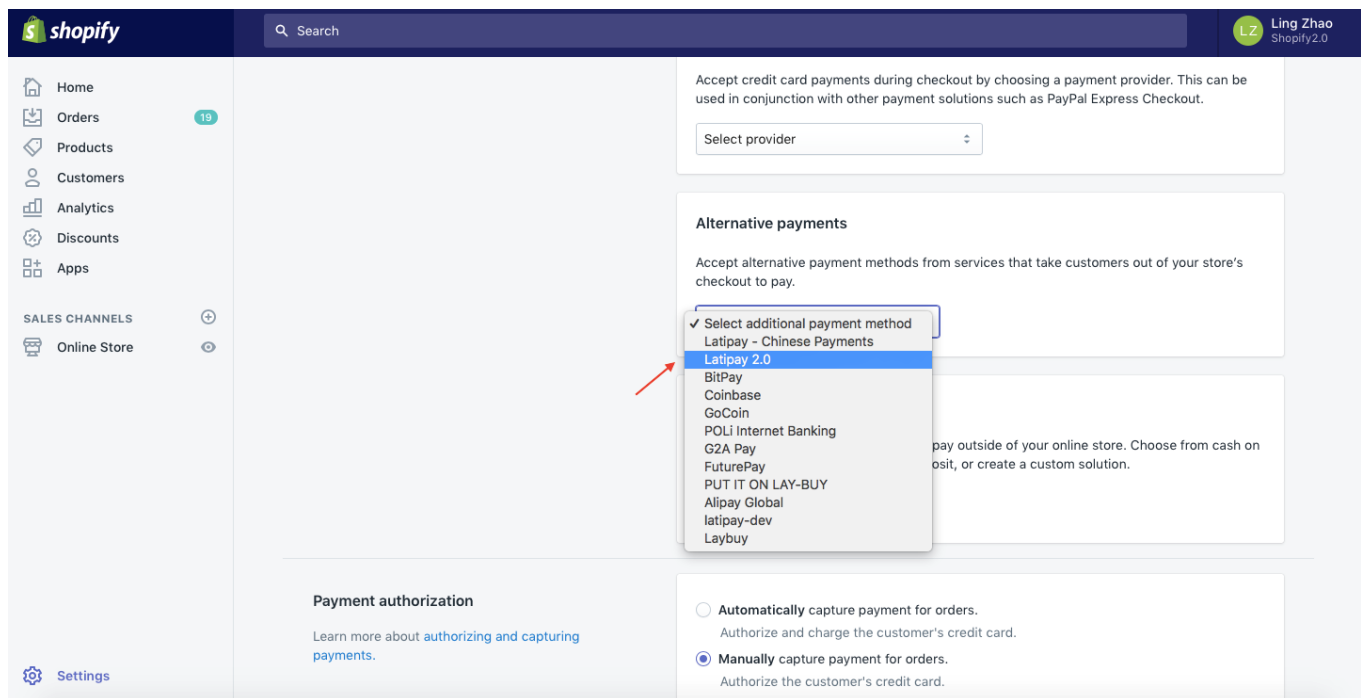 shopify
Search
LZ
Ling Zhao
Shopify2.0
Home
Orders
19
Products
Customers
Analytics
Discounts
Apps
SALES CHANNELS
Online Store
Settings
Accept credit card payments during checkout by choosing a payment provider. This can be
used in conjunction with other payment solutions such as PayPal Express Checkout.
Select provider
Alternative payments
Accept alternative payment methods from services that take customers out of your store's
checkout to pay.
✓ Select additional payment method
Latipay - Chinese Payments
Latipay 2.0
BitPay
Coinbase
GoCoin
POLi Internet Banking
G2A Pay
FuturePay
PUT IT ON LAY-BUY
Alipay Global
latipay-dev
Laybuy
pay outside of your online store. Choose from cash on
osit, or create a custom solution.
Payment authorization
Learn more about authorizing and capturing
payments.
Automatically capture payment for orders.
Authorize and charge the customer's credit card.
Manually capture payment for orders.
Authorize the customer's credit card.